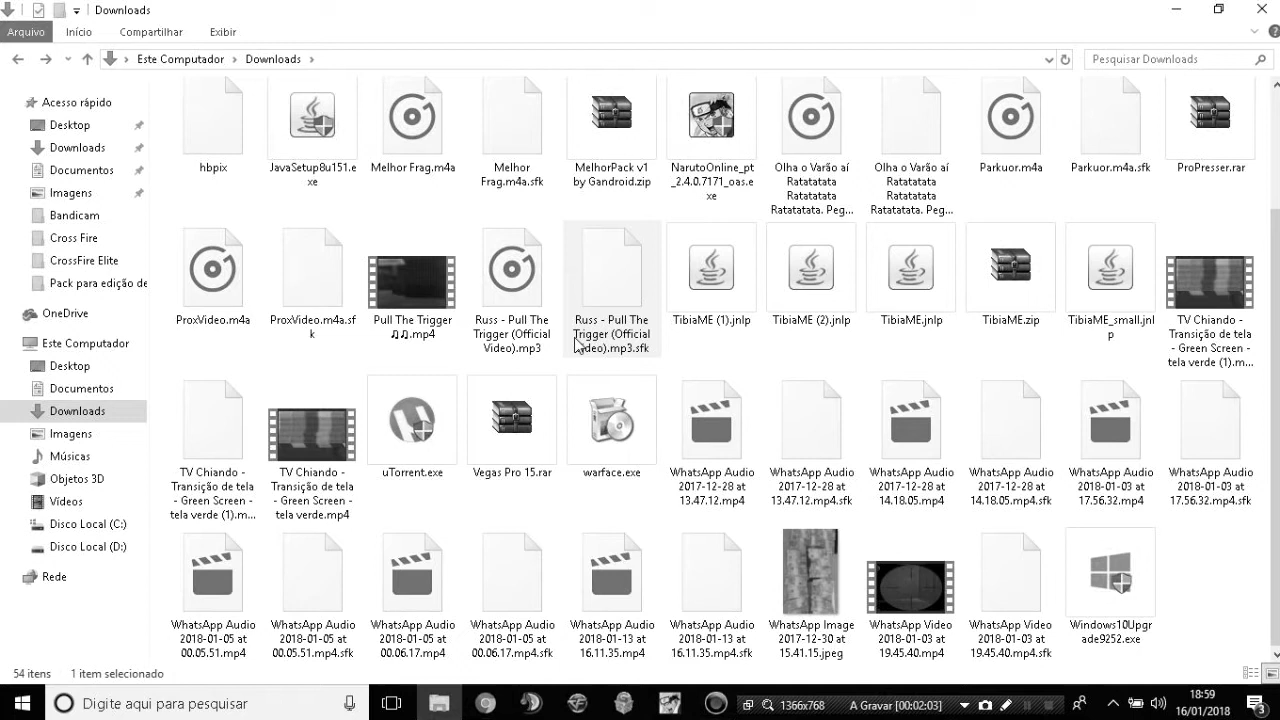 Downloads
Arquivo Início Compartilhar Exibir
Este Computador Downloads
Pesquisar Downloads
Acesso rápido
Desktop
Downloads
Documentos
Imagens
Bandicam
Cross Fire
CrossFire Elite
Pack para edição de
OneDrive
Este Computador
Desktop
Documentos
Downloads
Imagens
Músicas
Objetos 3D
Vídeos
Disco Local (C:)
Disco Local (D:)
Rede
hbpix
JavaSetup8u151.e
xe
Melhor Frag.m4a
Melhor
Frag.m4a.sfk
MelhorPack v1
by Gandroid.zip
NarutoOnline_pt
_2.4.0.7171_oas.e
xe
Olha o Varão aí
Ratatatata
Ratatatata
Ratatatata. Peg...
Olha o Varão aí
Ratatatata
Ratatatata
Ratatatata. Peg...
Parkuor.m4a
Parkuor.m4a.sfk
ProPresser.rar
ProxVideo.m4a
ProxVideo.m4a.sf
k
Pull The Trigger
♫♫.mp4
Russ - Pull The
Trigger (Official
Video).mp3
Russ - Pull The
Trigger (Official
Video).mp3.sfk
TibiaME (1).jnlp
TibiaME (2).jnlp
TibiaME.jnlp
TibiaME.zip
TibiaME_small.jnl
p
TV Chiando -
Transição de tela
- Green Screen -
tela verde (1).m...
TV Chiando -
Transição de tela
- Green Screen -
tela verde (1).m...
TV Chiando -
Transição de tela
- Green Screen -
tela verde.mp4
uTorrent.exe
Vegas Pro 15.rar
warface.exe
WhatsApp Audio
2017-12-28 at
13.47.12.mp4
WhatsApp Audio
2017-12-28 at
13.47.12.mp4.sfk
WhatsApp Audio
2017-12-28 at
14.18.05.mp4
WhatsApp Audio
2017-12-28 at
14.18.05.mp4.sfk
WhatsApp Audio
2018-01-03 at
17.56.32.mp4
WhatsApp Audio
2018-01-03 at
17.56.32.mp4.sfk
WhatsApp Audio
2018-01-05 at
00.05.51.mp4
WhatsApp Audio
2018-01-05 at
00.05.51.mp4.sfk
WhatsApp Audio
2018-01-05 at
00.06.17.mp4
WhatsApp Audio
2018-01-05 at
00.06.17.mp4.sfk
WhatsApp Audio
2018-01-13 at
16.11.35.mp4
WhatsApp Audio
2018-01-13 at
16.11.35.mp4.sfk
WhatsApp Image
2017-12-30 at
15.41.15.jpeg
WhatsApp Video
2018-01-03 at
19.45.40.mp4
WhatsApp Video
2018-01-03 at
19.45.40.mp4.sfk
Windows10Upgr
ade9252.exe
54 itens 1 item selecionado
Digite aqui para pesquisar
1366x768 A Gravar [00:02:03]
18:59
16/01/2018
3